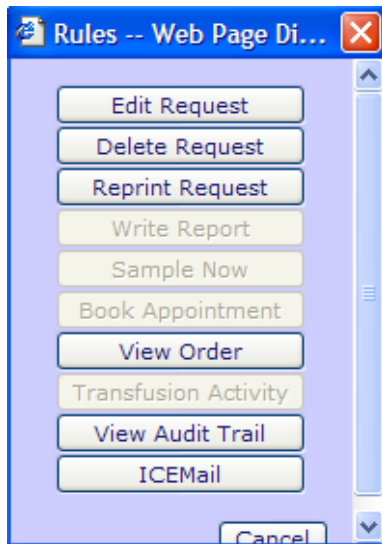 Rules -- Web Page Di...
Edit Request
Delete Request
Reprint Request
Write Report
Sample Now
Book Appointment
View Order
Transfusion Activity
View Audit Trail
ICEMail
Cancel